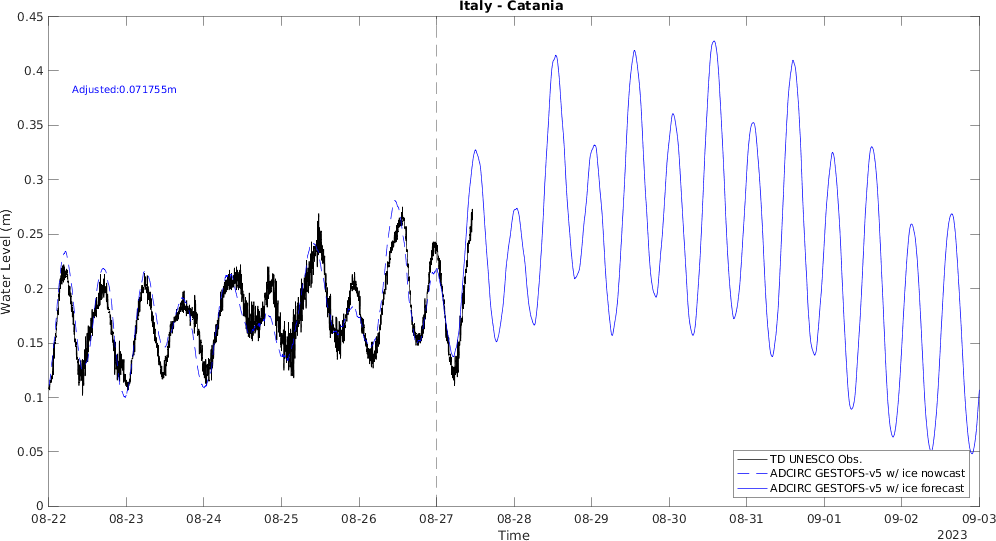 Italy - Catania
0.45
0.4
0.35
0.3
0.25
0.2
0.15
0.1
0.05
0
Water Level (m)
Adjusted:0.071755m
TD UNESCO Obs.
ADCIRC GESTOFS-v5 w/ ice nowcast
ADCIRC GESTOFS-v5 w/ ice forecast
08-22 08-23 08-24 08-25 08-26 08-27 08-28 08-29 08-30 08-31 09-01 09-02 09-03
Time
2023